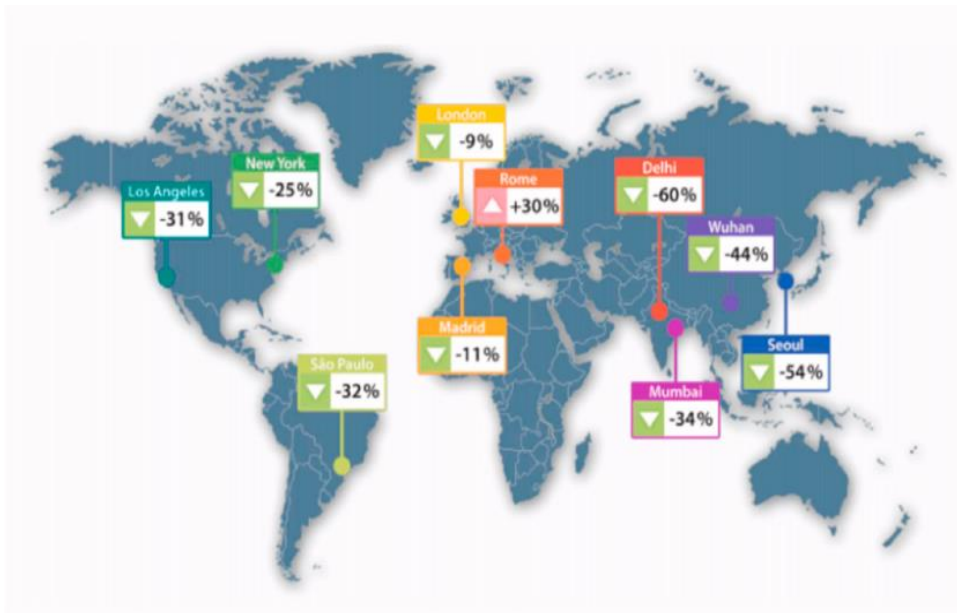 London
-9%
New York
-25%
Delhi
-60%
Rome
+30%
Los Angeles
-31%
Wuhan
-44%
Madrid
-11%
Seoul
-54%
São Paulo
-32%
Mumbai
-34%